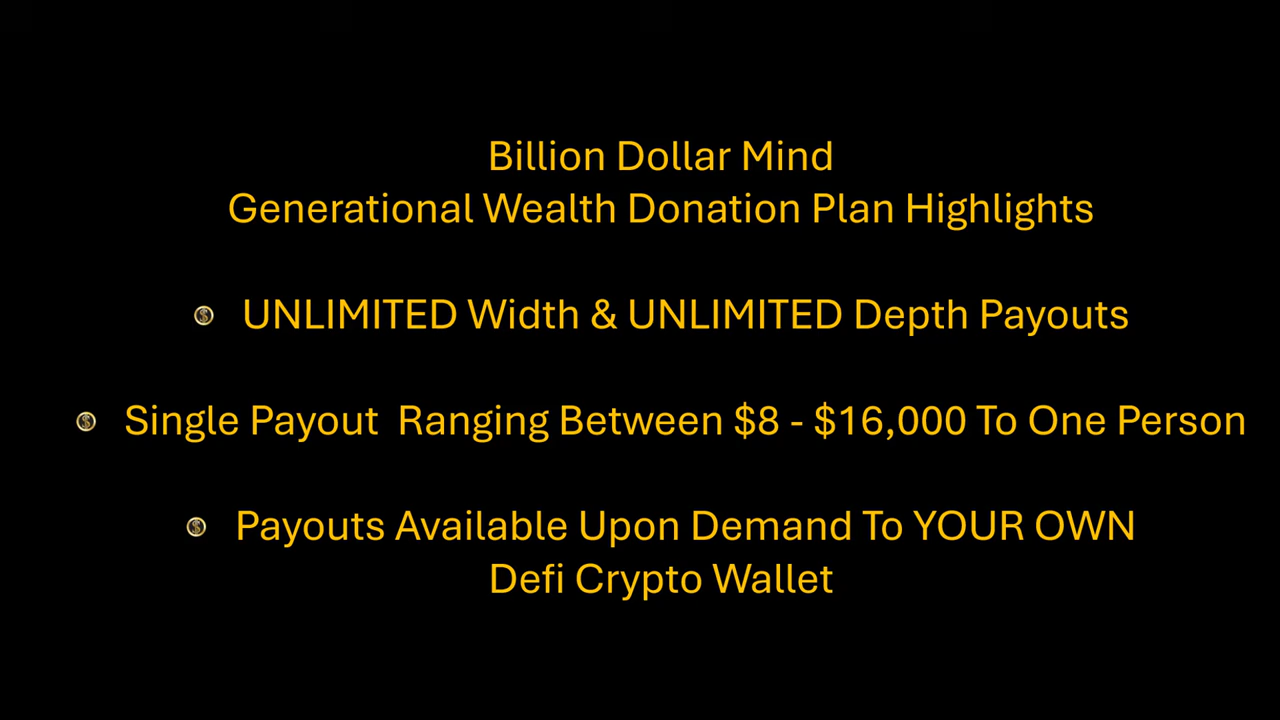 Billion Dollar Mind
Generational Wealth Donation Plan Highlights
UNLIMITED Width & UNLIMITED Depth Payouts
Single Payout  Ranging Between $8 - $16,000 To One Person
Payouts Available Upon Demand To YOUR OWN
Defi Crypto Wallet